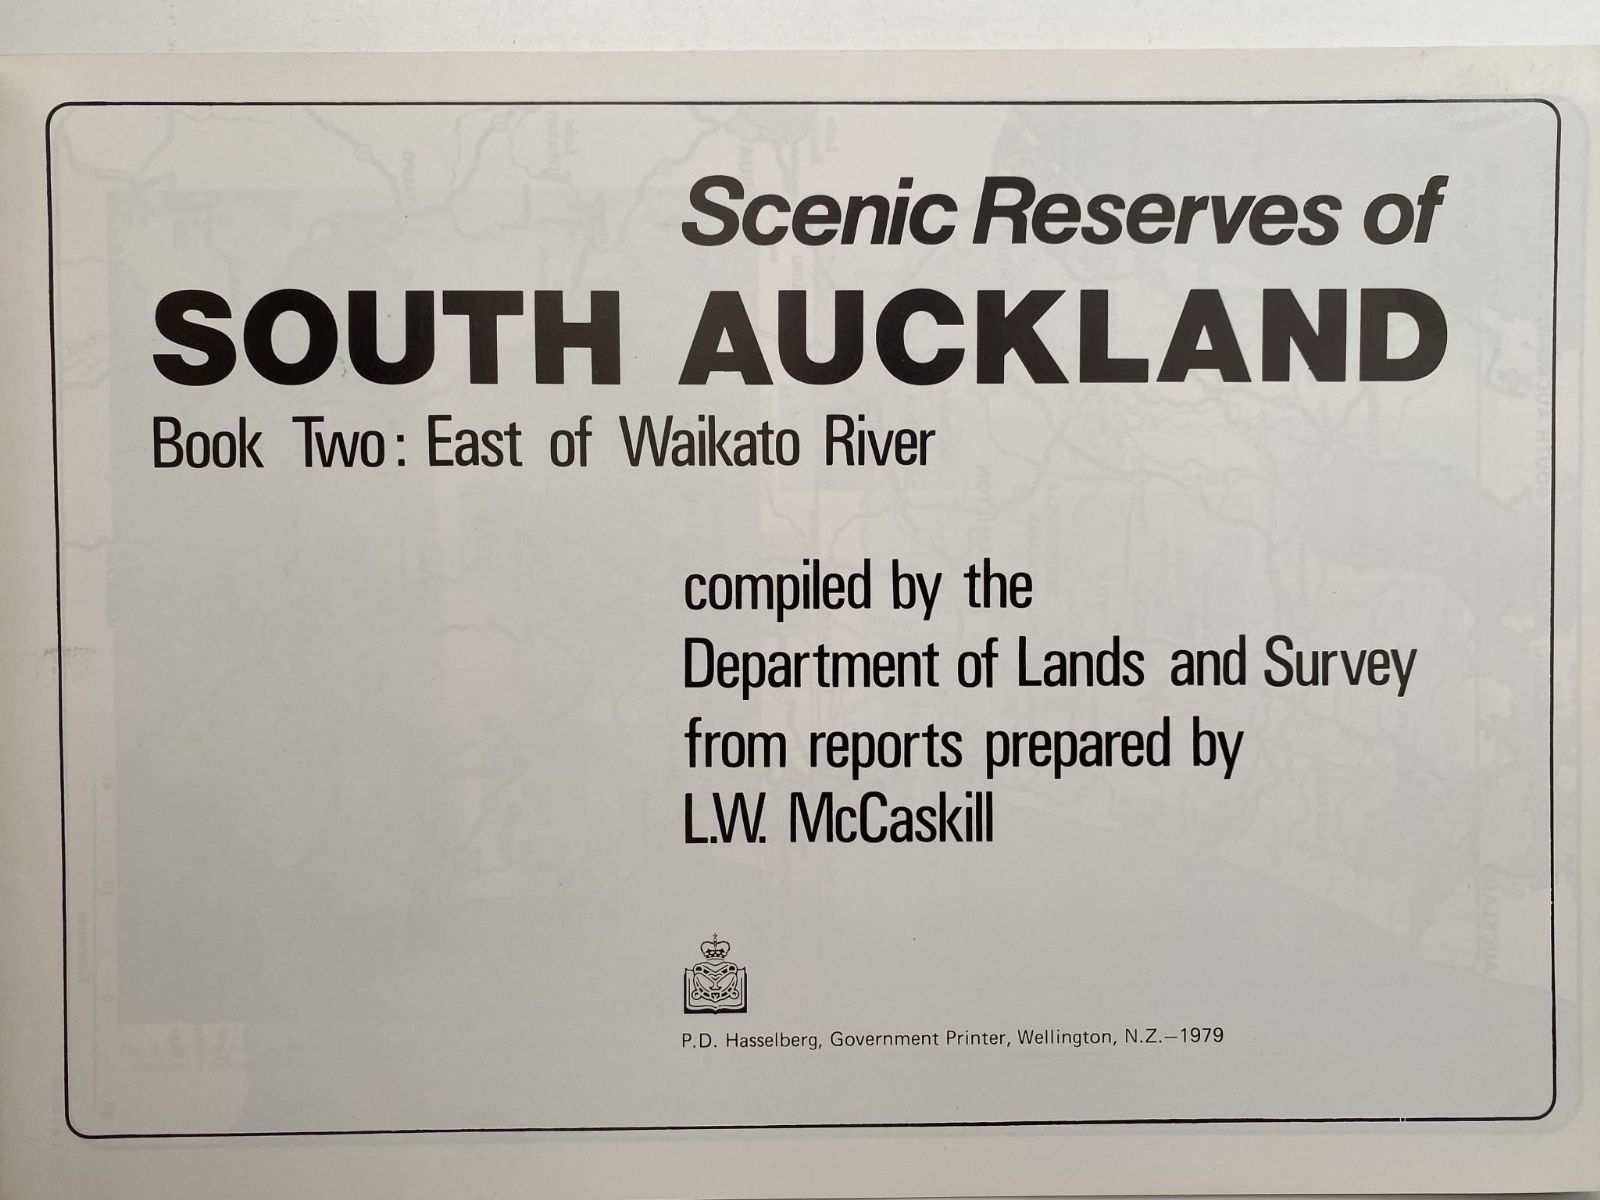 Scenic Reserves of
SOUTH AUCKLAND
Book Two: East of Waikato River
compiled by the
Department of Lands and Survey
from reports prepared by
L.W. McCaskill
P.D. Hasselberg, Government Printer, Wellington, N.Z.—1979